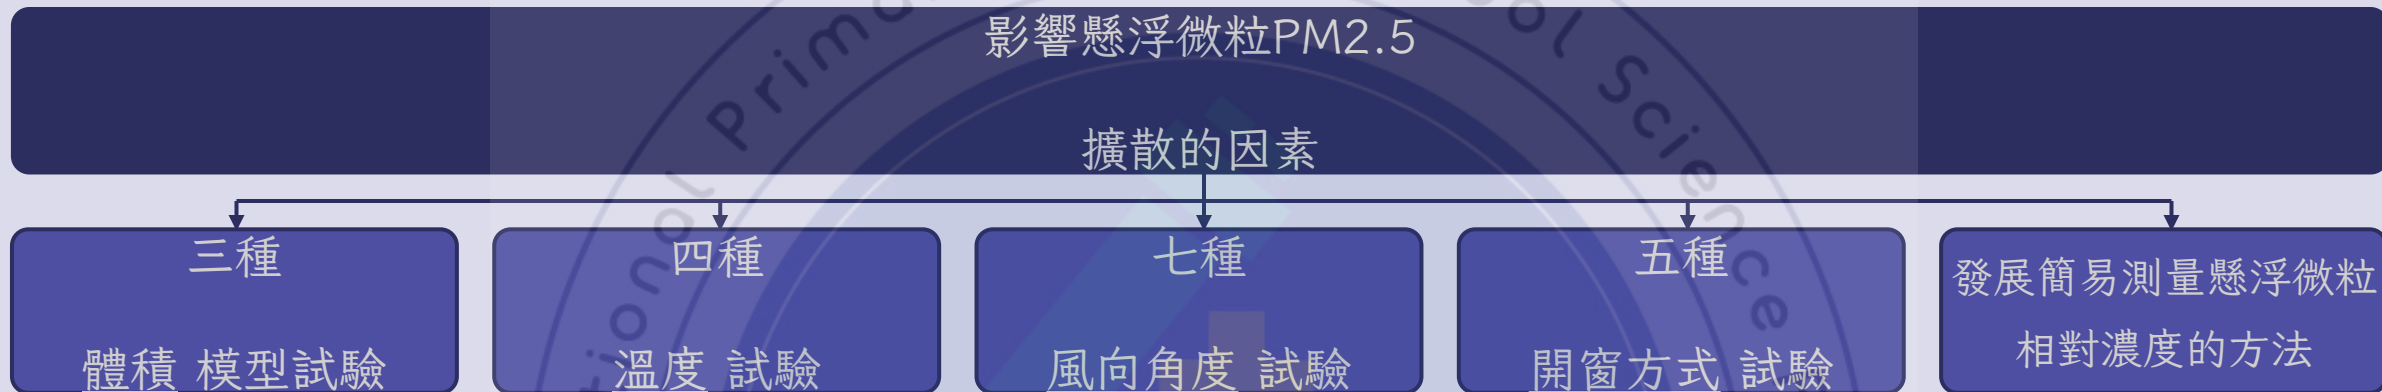 影響懸浮微粒PM2.5
擴散的因素
三種
體積 模型試驗
四種
溫度 試驗
七種
風向角度 試驗
五種
開窗方式 試驗
發展簡易測量懸浮微粒
相對濃度的方法